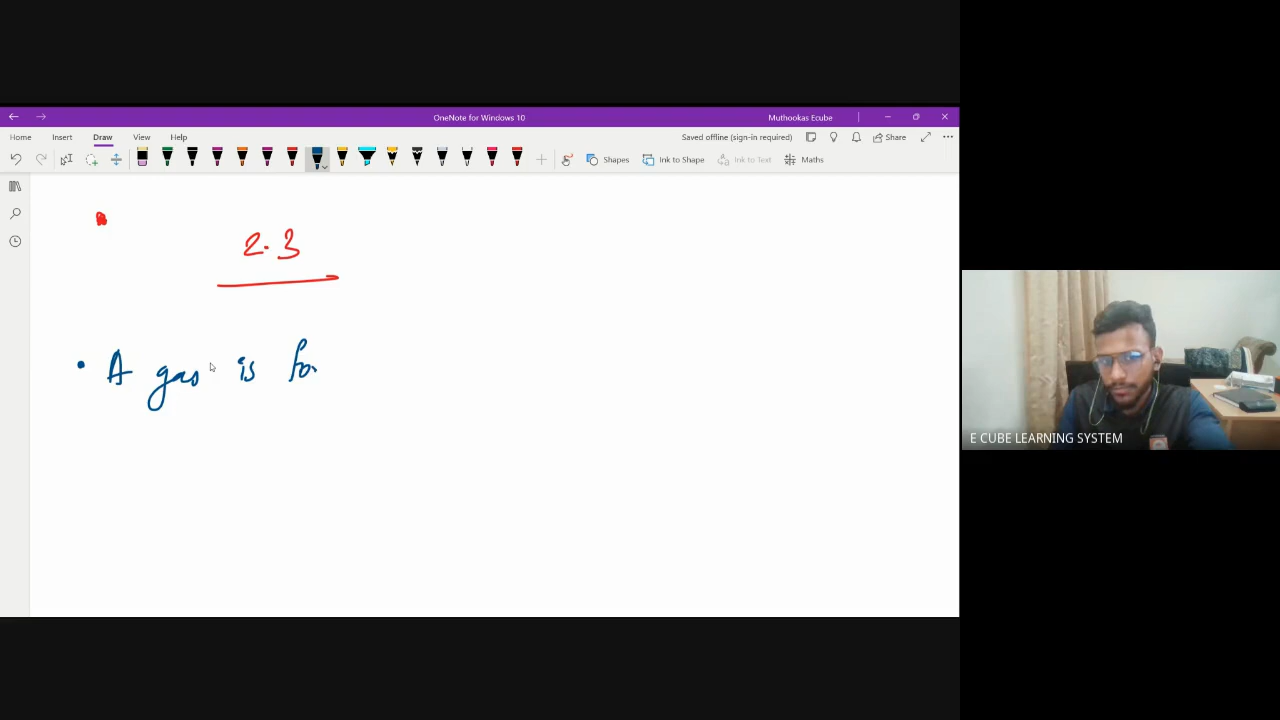 OneNote for Windows 10
Muthookas Ecube
Home Insert Draw View Help
Saved offline (sign-in required)
Share
Shapes
Ink to Shape
Ink to Text
Maths
2.3
• A gas is for
E CUBE LEARNING SYSTEM